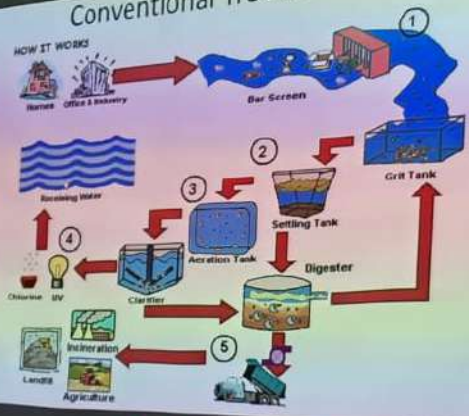 Conventional
HOW IT WORKS
1
Homes
Office & Industry
Bar Screen
Grit Tank
2
Settling Tank
3
Aeration Tank
Receiving Water
4
Chlorine
UV
Clarifier
Digester
5
Incineration
Landfill
Agriculture